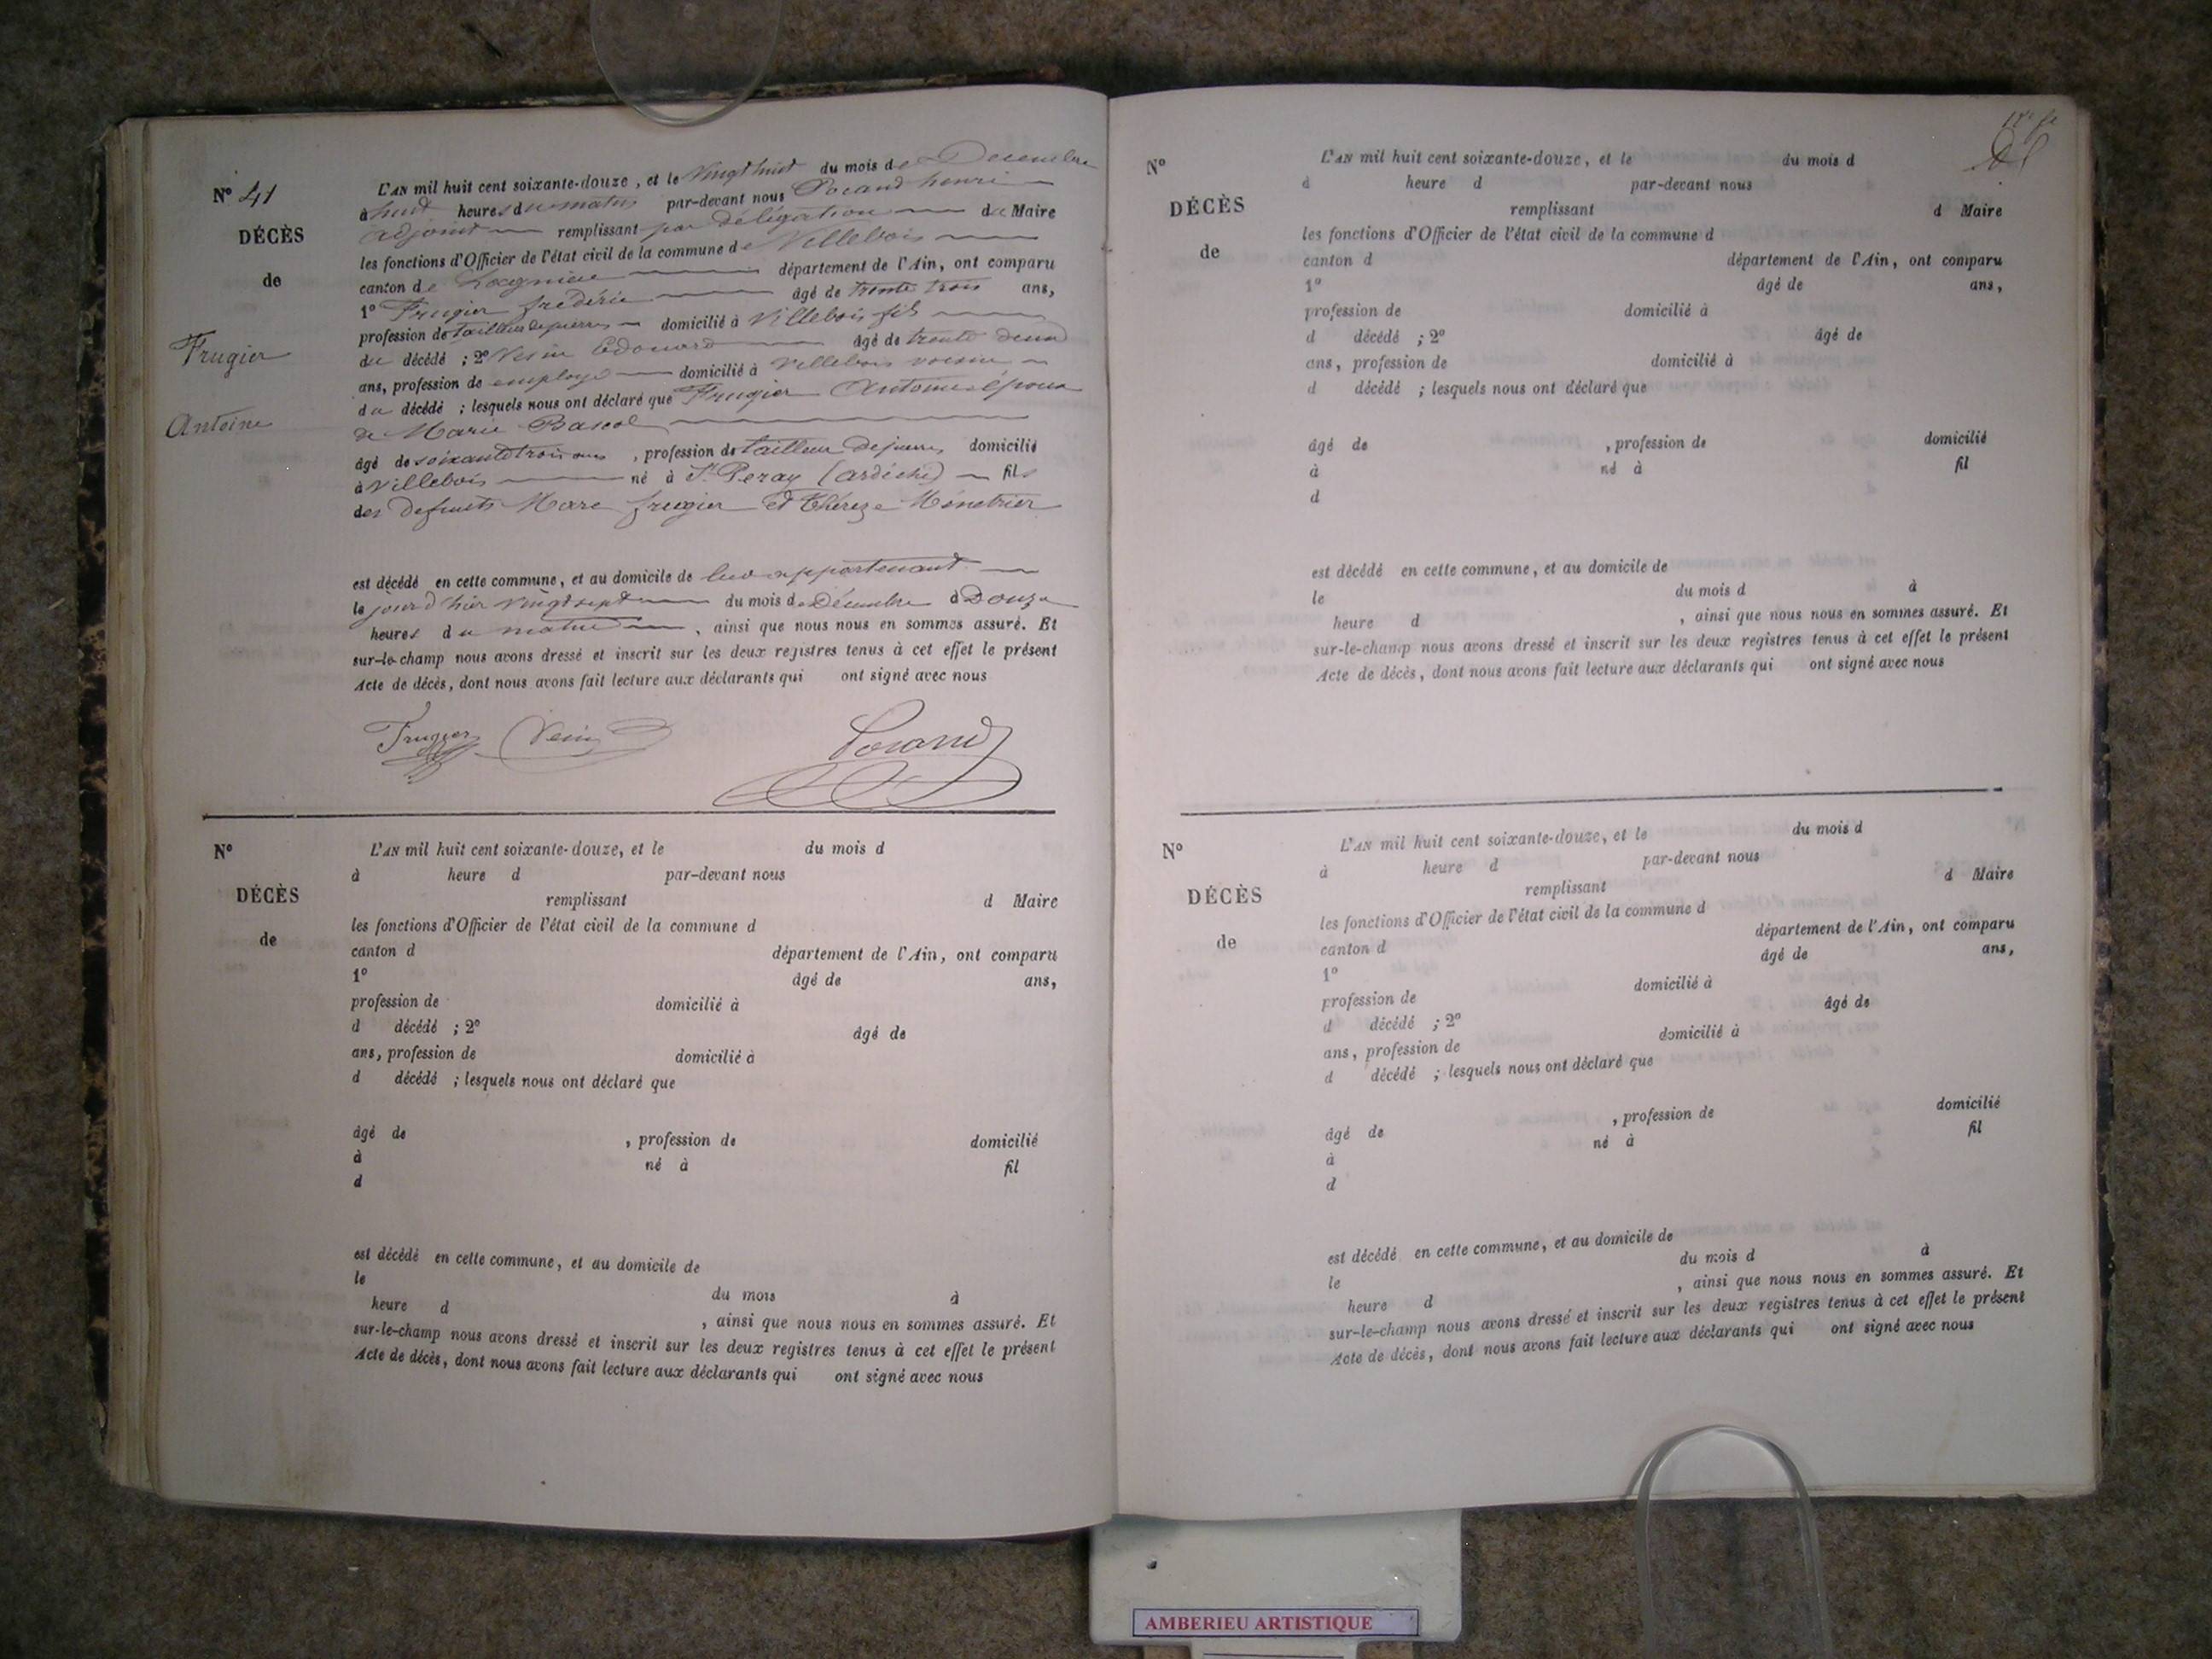 N° 41
DÉCÈS
de
Frugier
Antoine
L'AN mil huit cent soixante-douze, et le vingt huit du mois de Decembre
à huit heures du matin par-devant nous Pocand henri
adjoint remplissant par délégation du Maire
les fonctions d'Officier de l'état civil de la commune de Villebois
canton de Lagnieu département de l'Ain, ont comparu
1° Frugier frédéric âgé de trente trois ans,
profession de tailleur de pierres domicilié à Villebois fils
du décédé ; 2° Edouard âgé de trente deux
ans, profession de employé domicilié à Villebois voisin
du décédé ; lesquels nous ont déclaré que Frugier Antoine époux
de Marie Pascal
âgé de soixante trois ans, profession de tailleur de pierres domicilié
à Villebois né à St Peray (ardèche) fils
des defunts Marc frugier et Thérèze Ménetrier
est décédé en cette commune, et au domicile de lui appartenant
le jour d'hier vingt sept du mois de Décembre à Douze
heures du matin, ainsi que nous nous en sommes assuré. Et
sur-le-champ nous avons dressé et inscrit sur les deux registres tenus à cet effet le présent
Acte de décès, dont nous avons fait lecture aux déclarants qui ont signé avec nous
Frugier
N°
DÉCÈS
de
L'AN mil huit cent soixante-douze, et le du mois d
à heure d par-devant nous
remplissant d Maire
les fonctions d'Officier de l'état civil de la commune d
canton d département de l'Ain, ont comparu
1° âgé de ans,
profession de domicilié à
d décédé ; 2° âgé de
ans, profession de domicilié à
d décédé ; lesquels nous ont déclaré que
âgé de , profession de domicilié
à né à fil
d
est décédé en cette commune, et au domicile de
le du mois à
heure d , ainsi que nous nous en sommes assuré. Et
sur-le-champ nous avons dressé et inscrit sur les deux registres tenus à cet effet le présent
Acte de décès, dont nous avons fait lecture aux déclarants qui ont signé avec nous
N°
DÉCÈS
de
L'AN mil huit cent soixante-douze, et le du mois d
à heure d par-devant nous
remplissant d Maire
les fonctions d'Officier de l'état civil de la commune d
canton d département de l'Ain, ont comparu
1° âgé de ans,
profession de domicilié à
d décédé ; 2° âgé de
ans, profession de domicilié à
d décédé ; lesquels nous ont déclaré que
âgé de , profession de domicilié
à né à fil
d
est décédé en cette commune, et au domicile de
le du mois d à
heure d , ainsi que nous nous en sommes assuré. Et
sur-le-champ nous avons dressé et inscrit sur les deux registres tenus à cet effet le présent
Acte de décès, dont nous avons fait lecture aux déclarants qui ont signé avec nous
N°
DÉCÈS
de
L'AN mil huit cent soixante-douze, et le du mois d
à heure d par-devant nous
remplissant d Maire
les fonctions d'Officier de l'état civil de la commune d
canton d département de l'Ain, ont comparu
1° âgé de ans,
profession de domicilié à
d décédé ; 2° âgé de
ans, profession de domicilié à
d décédé ; lesquels nous ont déclaré que
âgé de , profession de domicilié
à né à fil
d
est décédé en cette commune, et au domicile de
le du mois d à
heure d , ainsi que nous nous en sommes assuré. Et
sur-le-champ nous avons dressé et inscrit sur les deux registres tenus à cet effet le présent
Acte de décès, dont nous avons fait lecture aux déclarants qui ont signé avec nous
AMBERIEU ARTISTIQUE